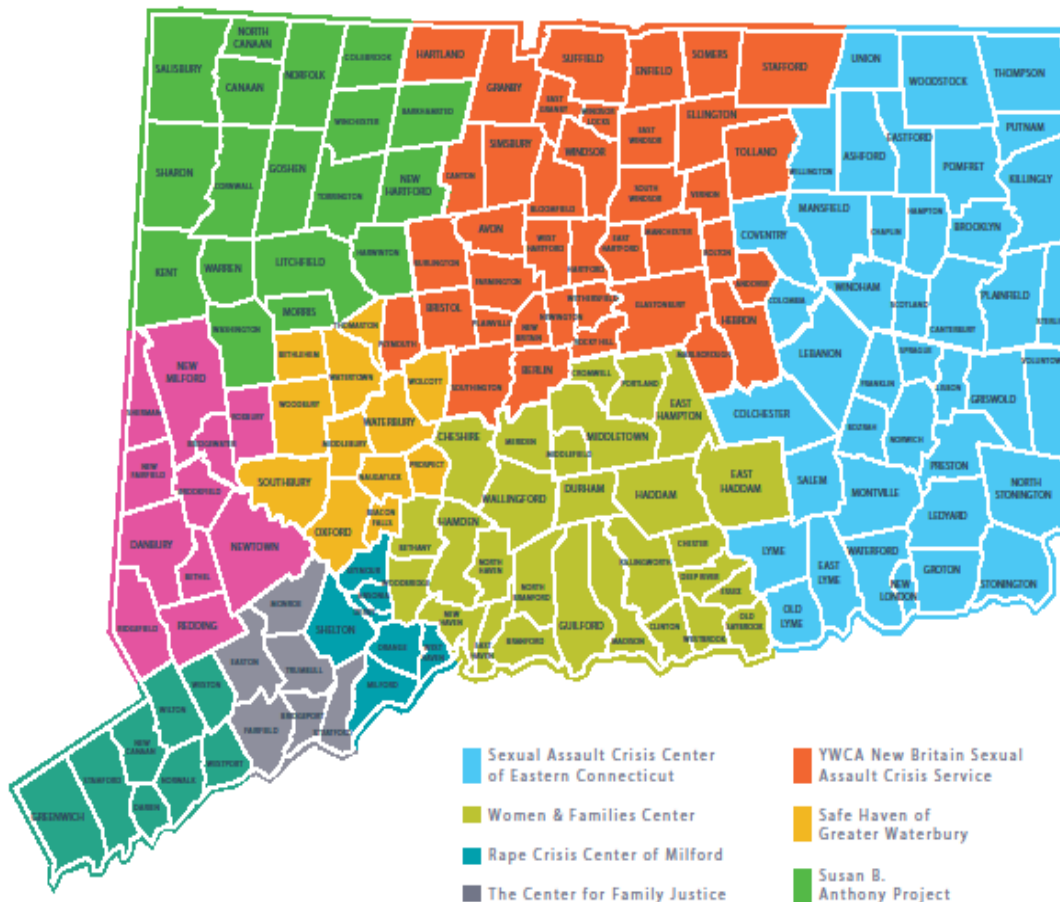 NORTH
CANAAN
COLEBROOK
HARTLAND
SUFFIELD
ENFIELD
SOMERS
STAFFORD
UNION
WOODSTOCK
THOMPSON
SALISBURY
CANAAN
NORFOLK
GRANBY
EAST
GRANBY
WINDSOR
LOCKS
ELLINGTON
WINCHESTER
BARKHAMSTED
EAST
WINDSOR
EASTFORD
PUTNAM
SHARON
CORNWALL
GOSHEN
TORRINGTON
NEW
HARTFORD
CANTON
SIMSBURY
WINDSOR
TOLLAND
ASHFORD
POMFRET
KILLINGLY
BLOOMFIELD
SOUTH
WINDSOR
VERNON
MANSFIELD
CHAPLIN
HAMPTON
BROOKLYN
KENT
WARREN
LITCHFIELD
HARWINTON
BURLINGTON
AVON
WEST
HARTFORD
HARTFORD
EAST
HARTFORD
MANCHESTER
BOLTON
COVENTRY
FARMINGTON
ANDOVER
WINDHAM
PLAINFIELD
MORRIS
WASHINGTON
THOMASTON
PLYMOUTH
BRISTOL
PLAINVILLE
NEW
BRITAIN
NEWINGTON
WETHERSFIELD
ROCKY HILL
GLASTONBURY
HEBRON
COLUMBIA
SCOTLAND
CANTERBURY
NEW
MILFORD
BETHLEHEM
WATERTOWN
WOLCOTT
SOUTHINGTON
BERLIN
CROMWELL
PORTLAND
MARLBOROUGH
LEBANON
SPRAGUE
FRANKLIN
LISBON
GRISWOLD
SHERMAN
ROXBURY
WOODBURY
WATERBURY
EAST
HAMPTON
COLCHESTER
BOZRAH
NORWICH
BRIDGEWATER
MIDDLEBURY
CHESHIRE
MERIDEN
MIDDLETOWN
MIDDLEFIELD
PRESTON
NEW
FAIRFIELD
BROOKFIELD
SOUTHBURY
NAUGATUCK
PROSPECT
WALLINGFORD
DURHAM
HADDAM
EAST
HADDAM
SALEM
MONTVILLE
NORTH
STONINGTON
DANBURY
NEWTOWN
OXFORD
BEACON
FALLS
HAMDEN
LEDYARD
BETHEL
SEYMOUR
BETHANY
NORTH
HAVEN
KILLINGWORTH
CHESTER
DEEP RIVER
ESSEX
LYME
EAST
LYME
WATERFORD
NEW
LONDON
GROTON
STONINGTON
RIDGEFIELD
REDDING
MONROE
SHELTON
WOODBRIDGE
NEW
HAVEN
NORTH
BRANFORD
GUILFORD
MADISON
CLINTON
WESTBROOK
OLD
SAYBROOK
OLD
LYME
EASTON
TRUMBULL
ORANGE
WEST
HAVEN
EAST
HAVEN
BRANFORD
MILFORD
WILTON
WESTON
FAIRFIELD
BRIDGEPORT
STRATFORD
NEW
CANAAN
WESTPORT
STAMFORD
NORWALK
DARIEN
GREENWICH
Sexual Assault Crisis Center
of Eastern Connecticut
Women & Families Center
Rape Crisis Center of Milford
The Center for Family Justice
YWCA New Britain Sexual
Assault Crisis Service
Safe Haven of
Greater Waterbury
Susan B.
Anthony Project